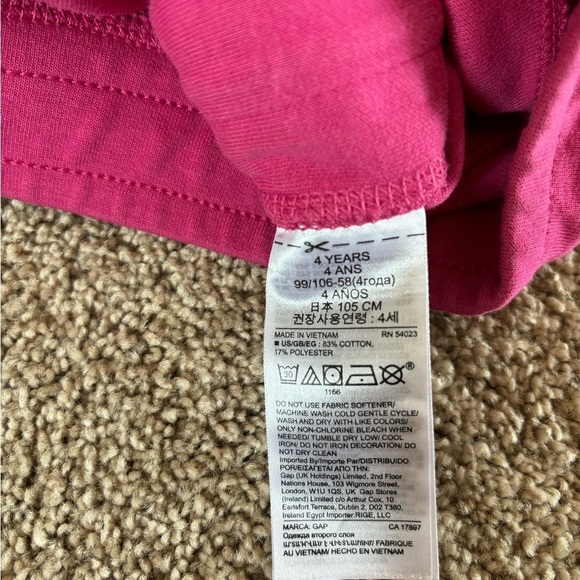 4 YEARS
4 ANS
99/106-58(4года)
4 AÑOS
日本 105 CM
권장사용연령 : 4세
MADE IN VIETNAM RN 54023
■ US/GB/EG : 83% COTTON,
17% POLYESTER
30
1166
DO NOT USE FABRIC SOFTENER/
MACHINE WASH COLD GENTLE CYCLE/
WASH AND DRY WITH LIKE COLORS/
ONLY NON-CHLORINE BLEACH WHEN
NEEDED/ TUMBLE DRY LOW/ COOL
IRON/ DO NOT IRON DECORATION/ DO
NOT DRY CLEAN
Imported By/Importe Par/DISTRIBUIDO
POR/ΕΙΣΑΓΕΤΑΙ ΑΠΟ ΤΗΝ:
Gap (UK Holdings) Limited, 2nd Floor
Nations House, 103 Wigmore Street,
London, W1U 1QS, UK Gap Stores
(Ireland) Limited c/o Arthur Cox, 10
Earlsfort Terrace, Dublin 2, D02 T380,
Ireland Egypt Importer:RIGE, LLC
MARCA: GAP CA 17897
Одежда второго слоя
FABRIQUE
AU VIETNAM/ HECHO EN VIETNAM